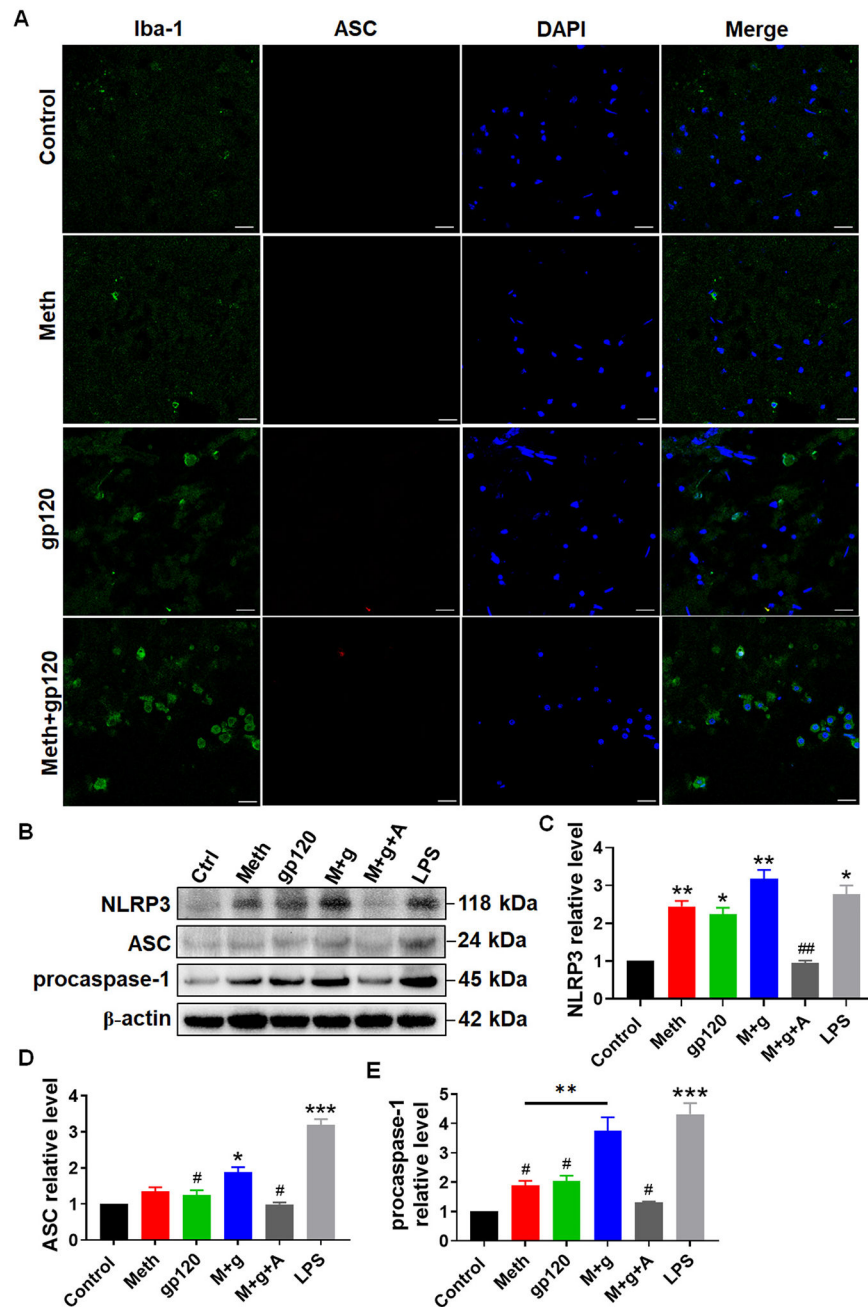 A
Iba-1 ASC DAPI Merge
Control
Meth
gp120
Meth+gp120
B
Ctrl Meth gp120 M+g M+g+A LPS
NLRP3 118 kDa
ASC 24 kDa
procaspase-1 45 kDa
β-actin 42 kDa
C
NLRP3 relative level
4
3
2
1
0
** * ** ## *
Control Meth gp120 M+g M+g+A LPS
D
ASC relative level
4
3
2
1
0
# * # ***
Control Meth gp120 M+g M+g+A LPS
E
procaspase-1
relative level
5
4
3
2
1
0
**
# # # ***
Control Meth gp120 M+g M+g+A LPS